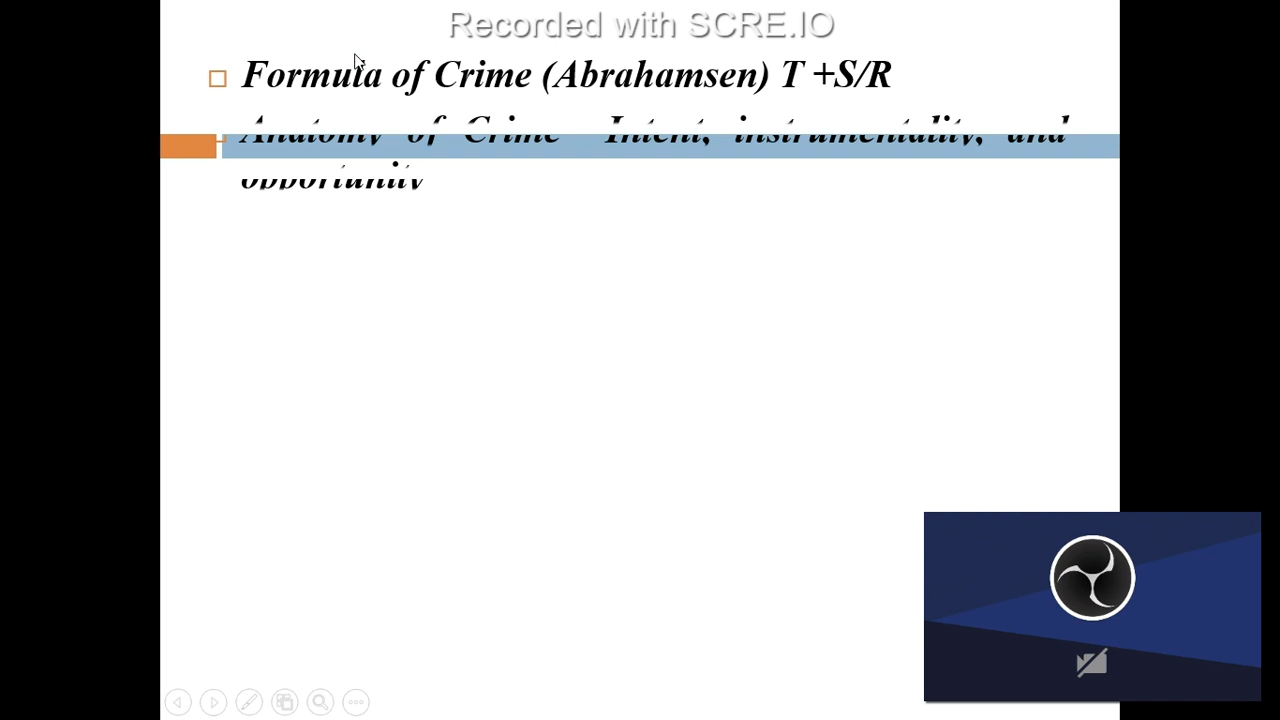 Recorded with SCRE.IO
Formula of Crime (Abrahamsen) T +S/R
Anatomy of Crime Intent, instrumentality, and
opportunity